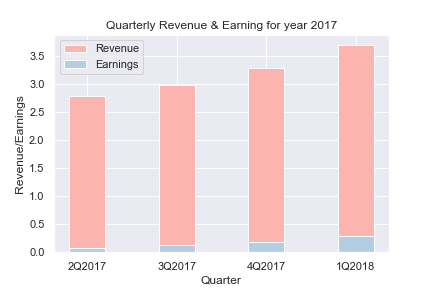 Quarterly Revenue & Earning for year 2017
Revenue
Earnings
Revenue/Earnings
3.5
3.0
2.5
2.0
1.5
1.0
0.5
0.0
2Q2017 3Q2017 4Q2017 1Q2018
Quarter